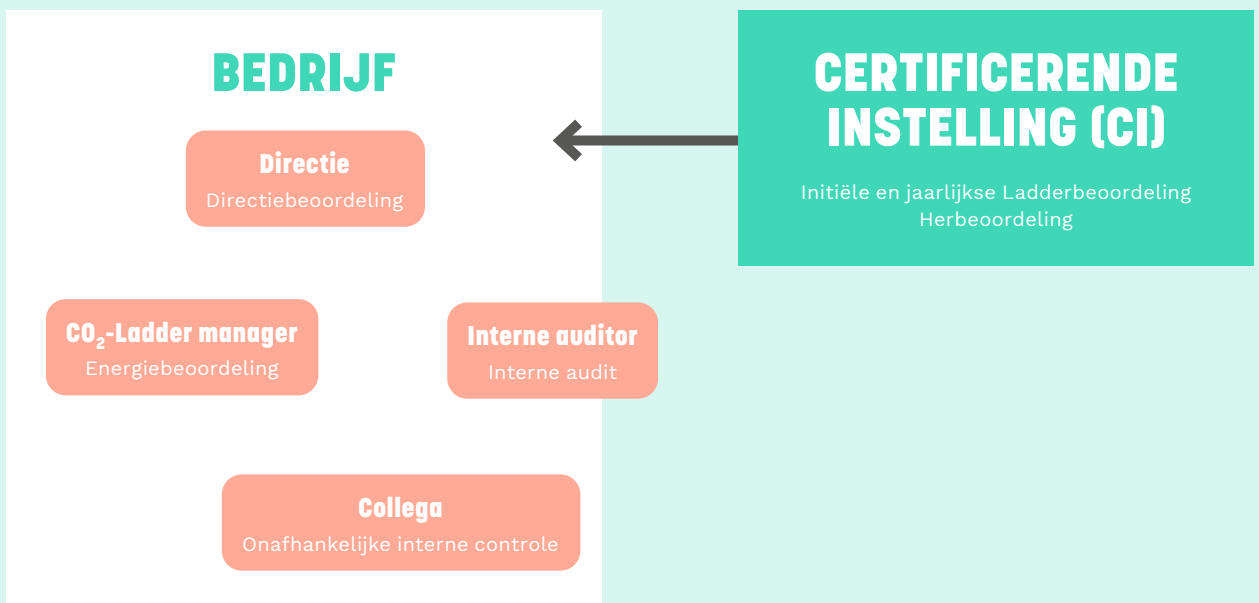 BEDRIJF
Directie
Directiebeoordeling
CO₂-Ladder manager
Energiebeoordeling
Interne auditor
Interne audit
Collega
Onafhankelijke interne controle
CERTIFICERENDE
INSTELLING (CI)
Initiële en jaarlijkse Ladderbeoordeling
Herbeoordeling